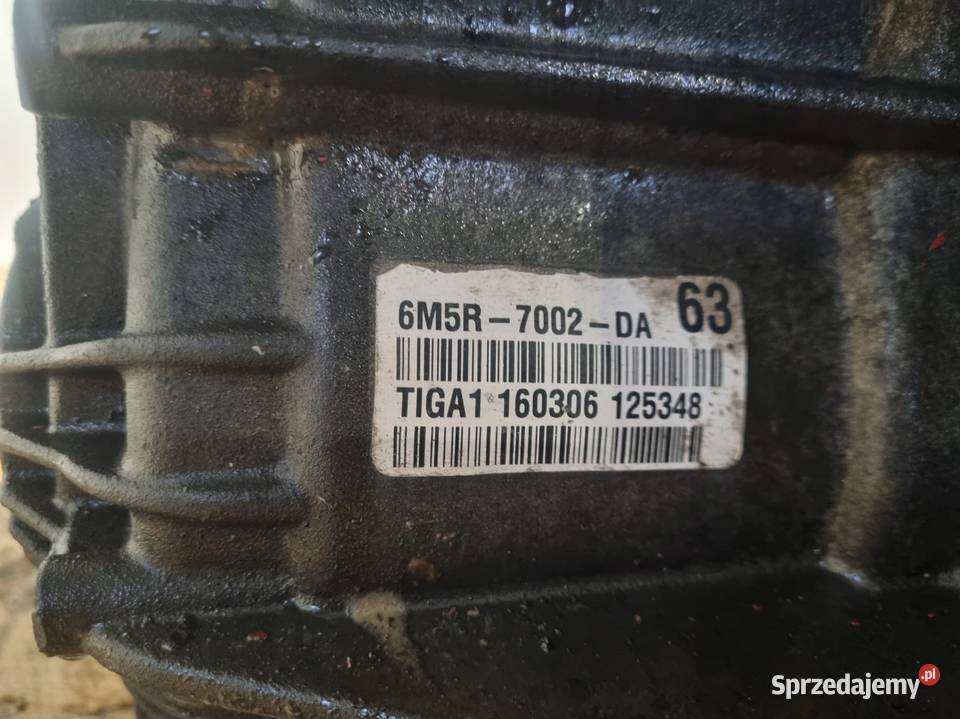 6M5R-7002-DA 63
TIGA1 160306 125348
Sprzedajemy.pl